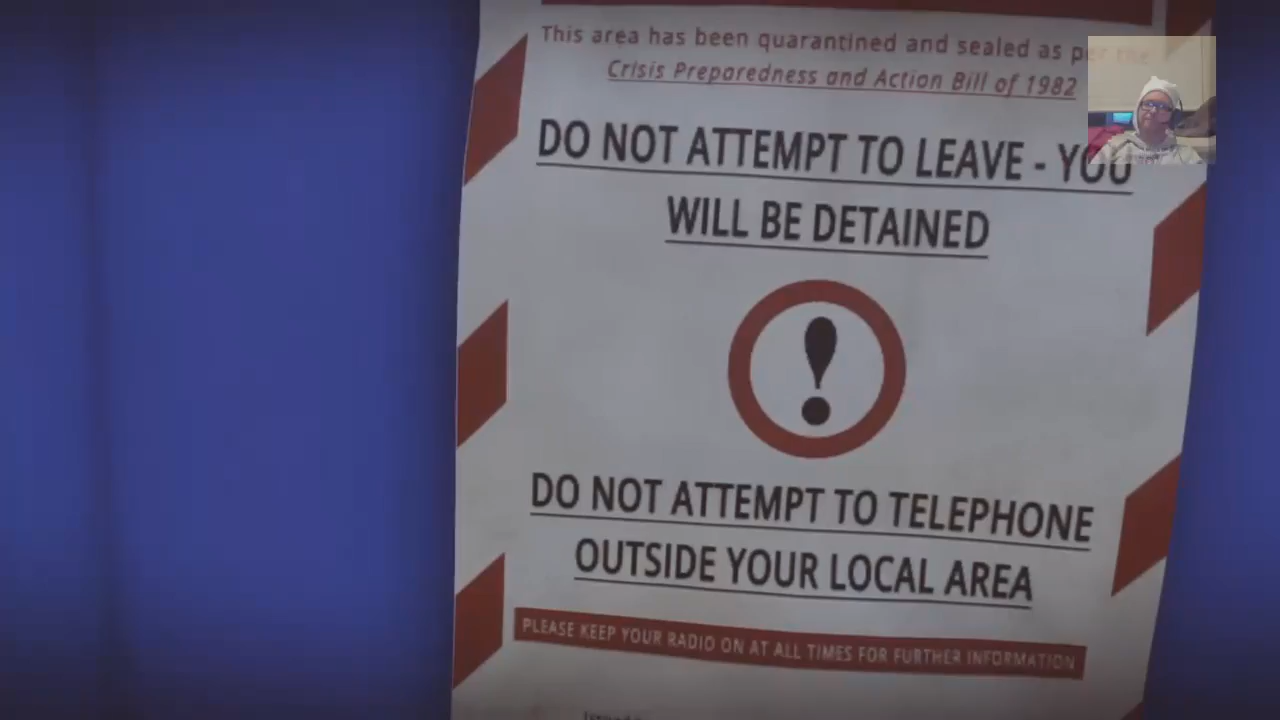 This area has been quarantined and sealed as per the
Crisis Preparedness and Action Bill of 1982
DO NOT ATTEMPT TO LEAVE - YOU
WILL BE DETAINED
DO NOT ATTEMPT TO TELEPHONE
OUTSIDE YOUR LOCAL AREA
PLEASE KEEP YOUR RADIO ON AT ALL TIMES FOR FURTHER INFORMATION